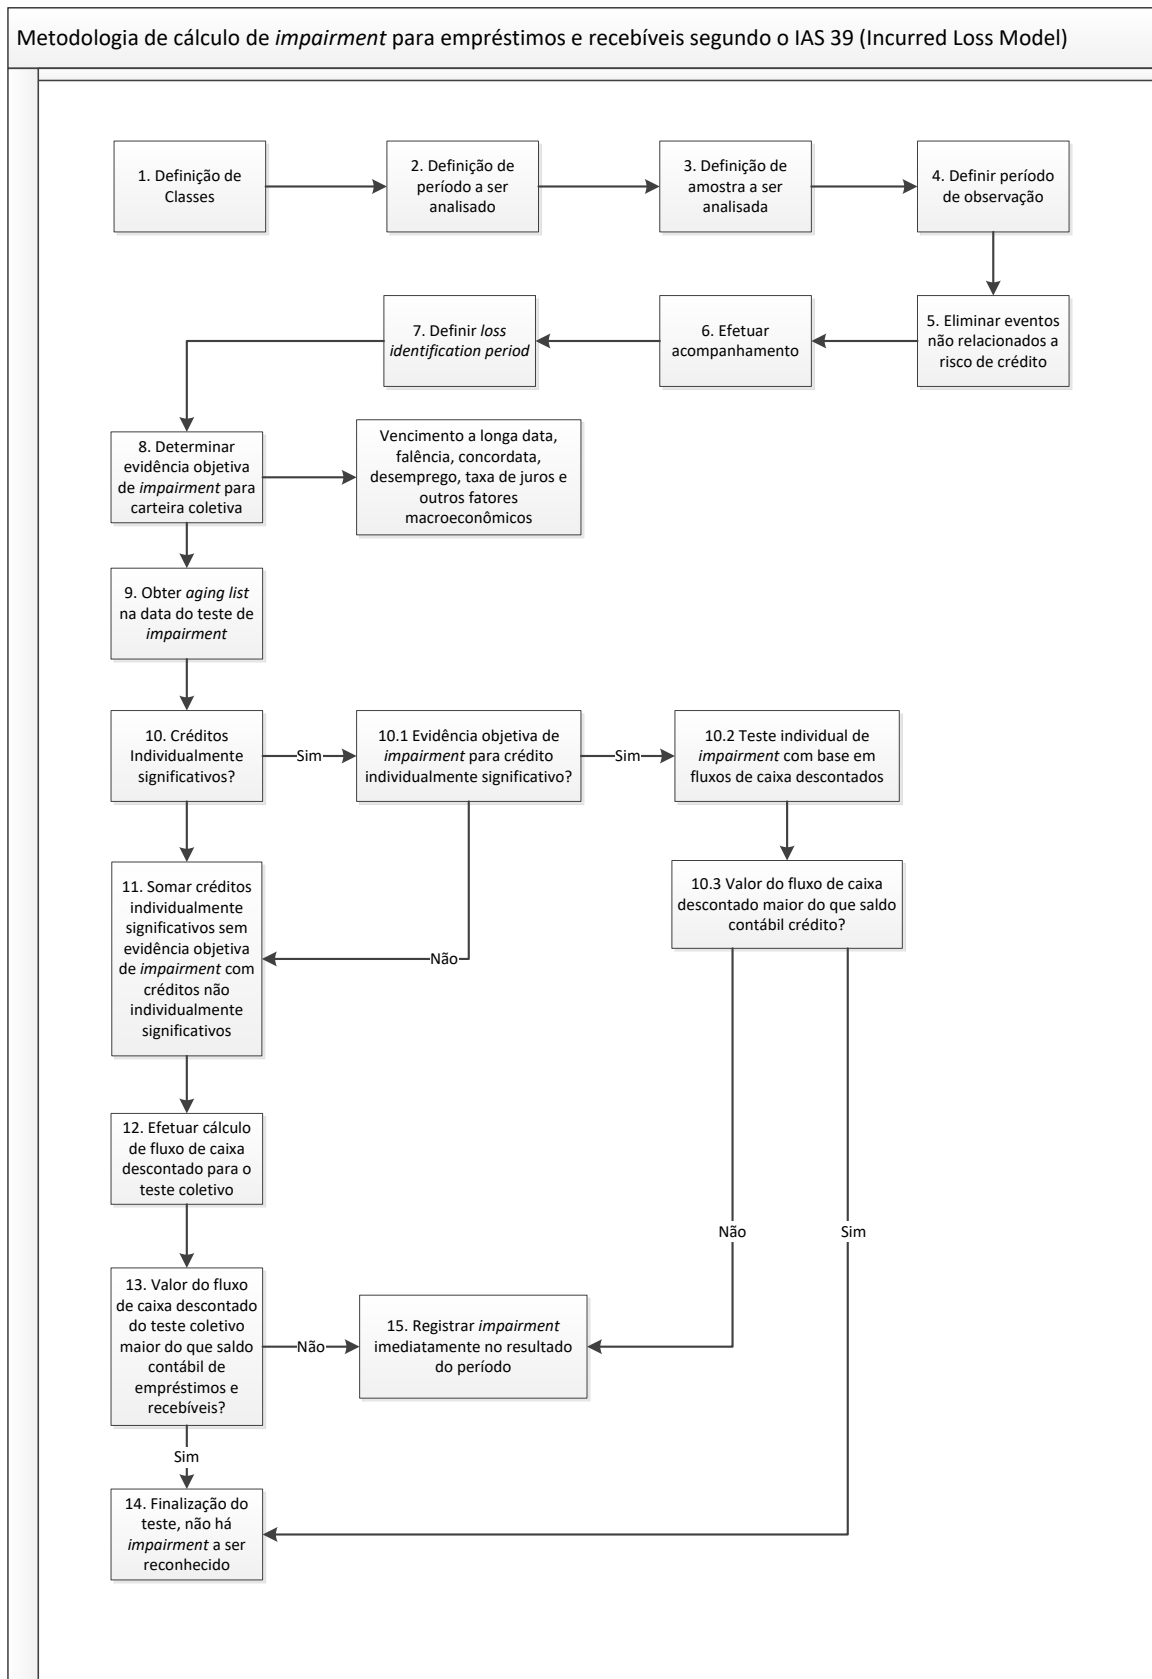 Metodologia de cálculo de impairment para empréstimos e recebíveis segundo o IAS 39 (Incurred Loss Model)
1. Definição de
Classes
2. Definição de
período a ser
analisado
3. Definição de
amostra a ser
analisada
4. Definir período
de observação
5. Eliminar eventos
não relacionados a
risco de crédito
6. Efetuar
acompanhamento
7. Definir loss
identification period
8. Determinar
evidência objetiva
de impairment para
carteira coletiva
Vencimento a longa data,
falência, concordata,
desemprego, taxa de juros e
outros fatores
macroeconômicos
9. Obter aging list
na data do teste de
impairment
10. Créditos
Individualmente
significativos?
Sim
10.1 Evidência objetiva de
impairment para crédito
individualmente significativo?
Sim
10.2 Teste individual de
impairment com base em
fluxos de caixa descontados
10.3 Valor do fluxo de caixa
descontado maior do que saldo
contábil crédito?
11. Somar créditos
individualmente
significativos sem
evidência objetiva
de impairment com
créditos não
individualmente
significativos
Não
12. Efetuar cálculo
de fluxo de caixa
descontado para o
teste coletivo
Não
Sim
13. Valor do fluxo
de caixa descontado
do teste coletivo
maior do que saldo
contábil de
empréstimos e
recebíveis?
Não
15. Registrar impairment
imediatamente no resultado
do período
Sim
14. Finalização do
teste, não há
impairment a ser
reconhecido